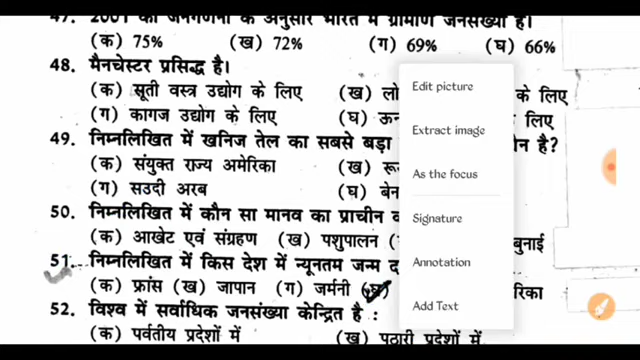 47. 2001 की जनगणना के अनुसार भारत में ग्रामीण जनसंख्या है।
(क) 75% (ख) 72% (ग) 69% (घ) 66%
48. मैनचेस्टर प्रसिद्ध है।
(क) सूती वस्त्र उद्योग के लिए (ख) लो के लिए
(ग) कागज उद्योग के लिए (घ) ऊन लिए
49. निम्नलिखित में खनिज तेल का सबसे बड़ा है?
(क) संयुक्त राज्य अमेरिका (ख) रू
(ग) सउदी अरब (घ) बेन
50. निम्नलिखित में कौन सा मानव का प्राचीन
(क) आखेट एवं संग्रहण (ख) पशुपालन बुनाई
51. निम्नलिखित में किस देश में न्यूनतम जन्म द
(क) फ्रांस (ख) जापान (ग) जर्मनी (घ) रिका
52. विश्व में सर्वाधिक जनसंख्या केन्द्रित है :
(क) पर्वतीय प्रदेशों में (ख) पठारी प्रदेशों में
Edit picture
Extract image
As the focus
Signature
Annotation
Add Text